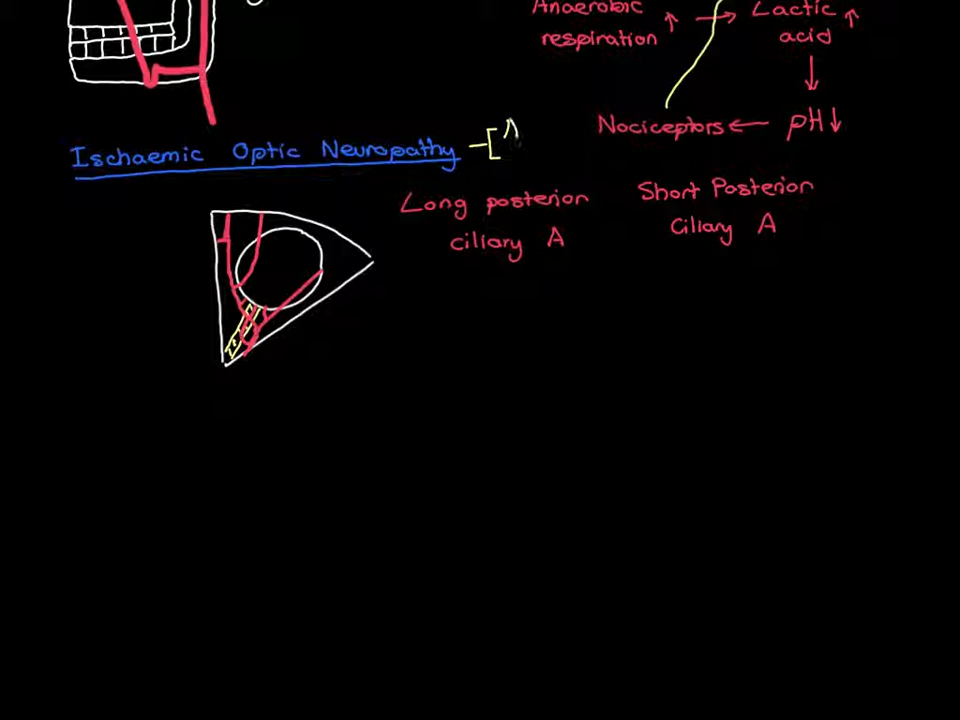 Anaerobic → Lactic ↑
respiration ↑ acid
↓
Nociceptors ← pH↓
Ischaemic Optic Neuropathy -[
Long posterior
ciliary A
Short Posterior
Ciliary A